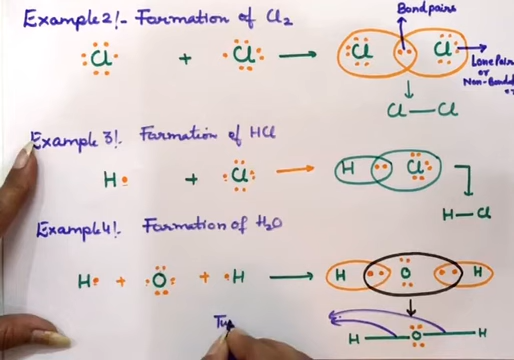 Example 2!- Formation of Cl2
Bond pairs
Cl + Cl → Cl Cl
Lone Pair
or
Non-Bonded
Cl—Cl
Example 3!- Formation of HCl
H + Cl → H Cl
H—Cl
Example 4!- Formation of H2O
H + O + H → H O H
H—O—H